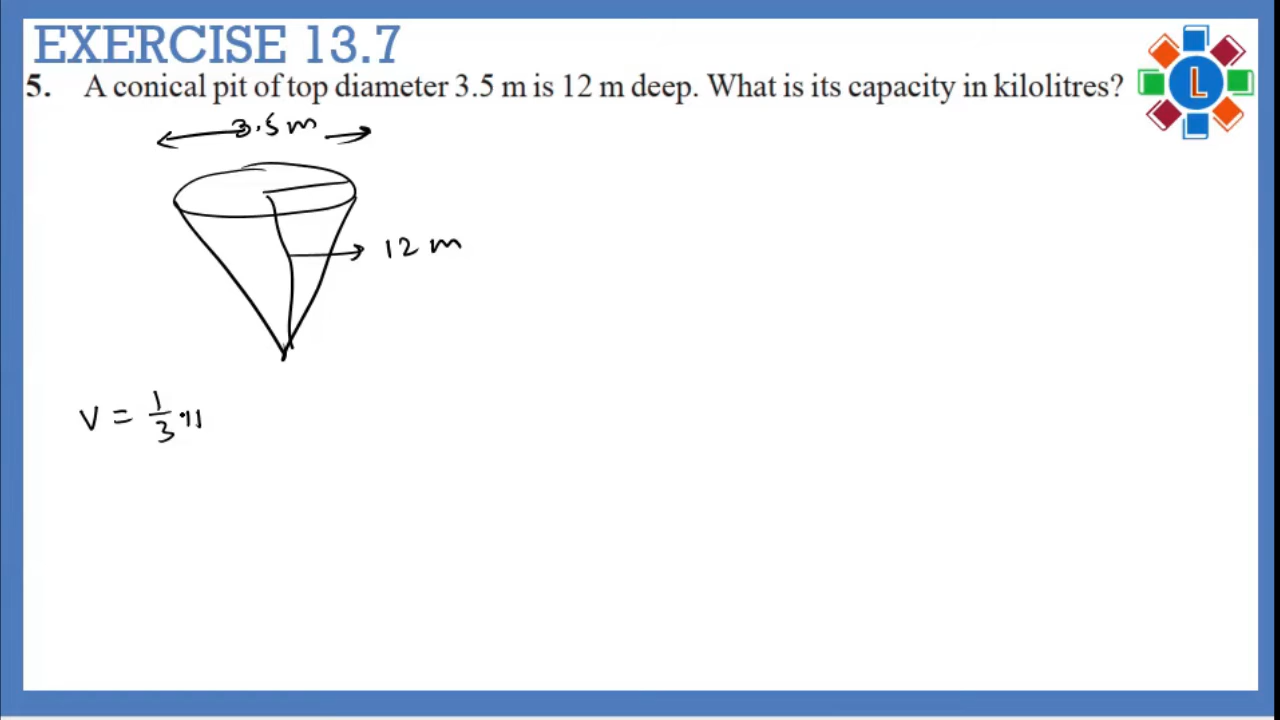 EXERCISE 13.7
5. A conical pit of top diameter 3.5 m is 12 m deep. What is its capacity in kilolitres?
L
3.5 m
12 m
V = 1/3 π